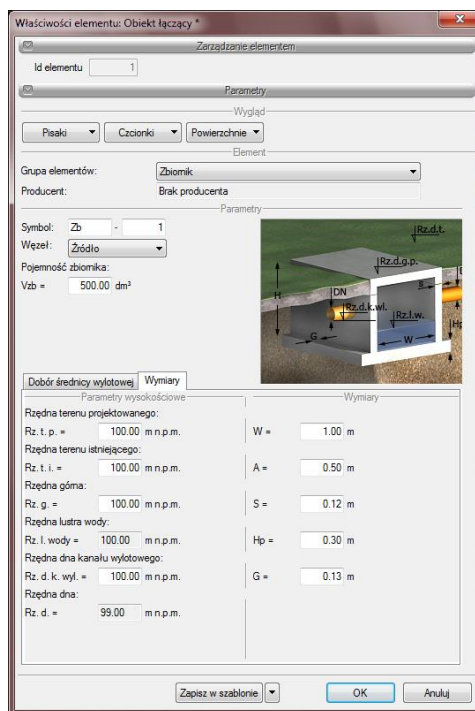 Właściwości elementu: Obiekt łączący *
Zarządzanie elementem
Id elementu 1
Parametry
Wygląd
Pisaki Czcionki Powierzchnie
Element
Grupa elementów: Zbiornik
Producent: Brak producenta
Parametry
Symbol: Zb - 1
Węzeł: Źródło
Pojemność zbiornika:
Vzb = 500.00 dm³
Rz.d.t.
Rz.d.g.p.
H
DN
Rz.d.k.wl.
Rz.l.w.
G
W
Hp
Dobór średnicy wylotowej Wymiary
Parametry wysokościowe Wymiary
Rzędna terenu projektowanego:
Rz. t. p. = 100.00 m n.p.m. W = 1.00 m
Rzędna terenu istniejącego:
Rz. t. i. = 100.00 m n.p.m. A = 0.50 m
Rzędna górna:
Rz. g. = 100.00 m n.p.m. S = 0.12 m
Rzędna lustra wody:
Rz. l. wody = 100.00 m n.p.m. Hp = 0.30 m
Rzędna dna kanału wylotowego:
Rz. d. k. wyl. = 100.00 m n.p.m. G = 0.13 m
Rzędna dna:
Rz. d. = 99.00 m n.p.m.
Zapisz w szablonie OK Anuluj